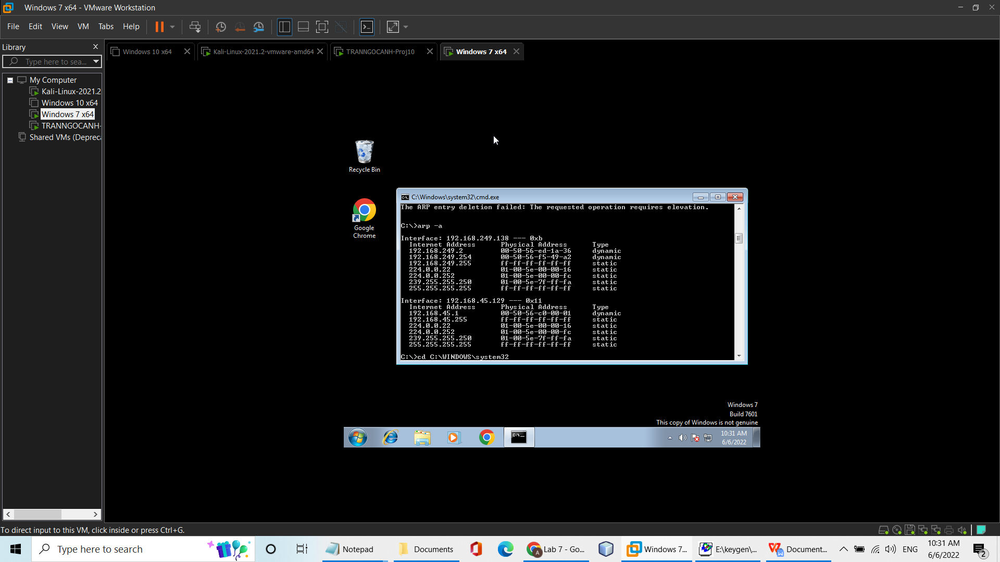 Windows 7 x64 - VMware Workstation
File Edit View VM Tabs Help
Library
Type here to sea...
My Computer
Kali-Linux-2021.2
Windows 10 x64
Windows 7 x64
TRANNGOCANH-
Shared VMs (Depreca
Windows 10 x64
Kali-Linux-2021.2-vmware-amd64
TRANNGOCANH-Proj10
Windows 7 x64
Recycle Bin
Google
Chrome
C:\Windows\system32\cmd.exe
The ARP entry deletion failed: The requested operation requires elevation.
C:\>arp -a
Interface: 192.168.249.138 --- 0xb
Internet Address Physical Address Type
192.168.249.2 00-50-56-ed-1a-36 dynamic
192.168.249.254 00-50-56-f5-49-a2 dynamic
192.168.249.255 ff-ff-ff-ff-ff-ff static
224.0.0.22 01-00-5e-00-00-16 static
224.0.0.252 01-00-5e-00-00-fc static
239.255.255.250 01-00-5e-7f-ff-fa static
255.255.255.255 ff-ff-ff-ff-ff-ff static
Interface: 192.168.45.129 --- 0x11
Internet Address Physical Address Type
192.168.45.1 00-50-56-c0-00-01 dynamic
192.168.45.255 ff-ff-ff-ff-ff-ff static
224.0.0.22 01-00-5e-00-00-16 static
224.0.0.252 01-00-5e-00-00-fc static
239.255.255.250 01-00-5e-7f-ff-fa static
255.255.255.255 ff-ff-ff-ff-ff-ff static
C:\>cd C:\WINDOWS\system32
Windows 7
Build 7601
This copy of Windows is not genuine
10:31 AM
6/6/2022
To direct input to this VM, click inside or press Ctrl+G.
Type here to search
Notepad
Documents
Lab 7 - Go...
Windows 7...
E:\keygen\...
Document...
ENG
10:31 AM
6/6/2022
2